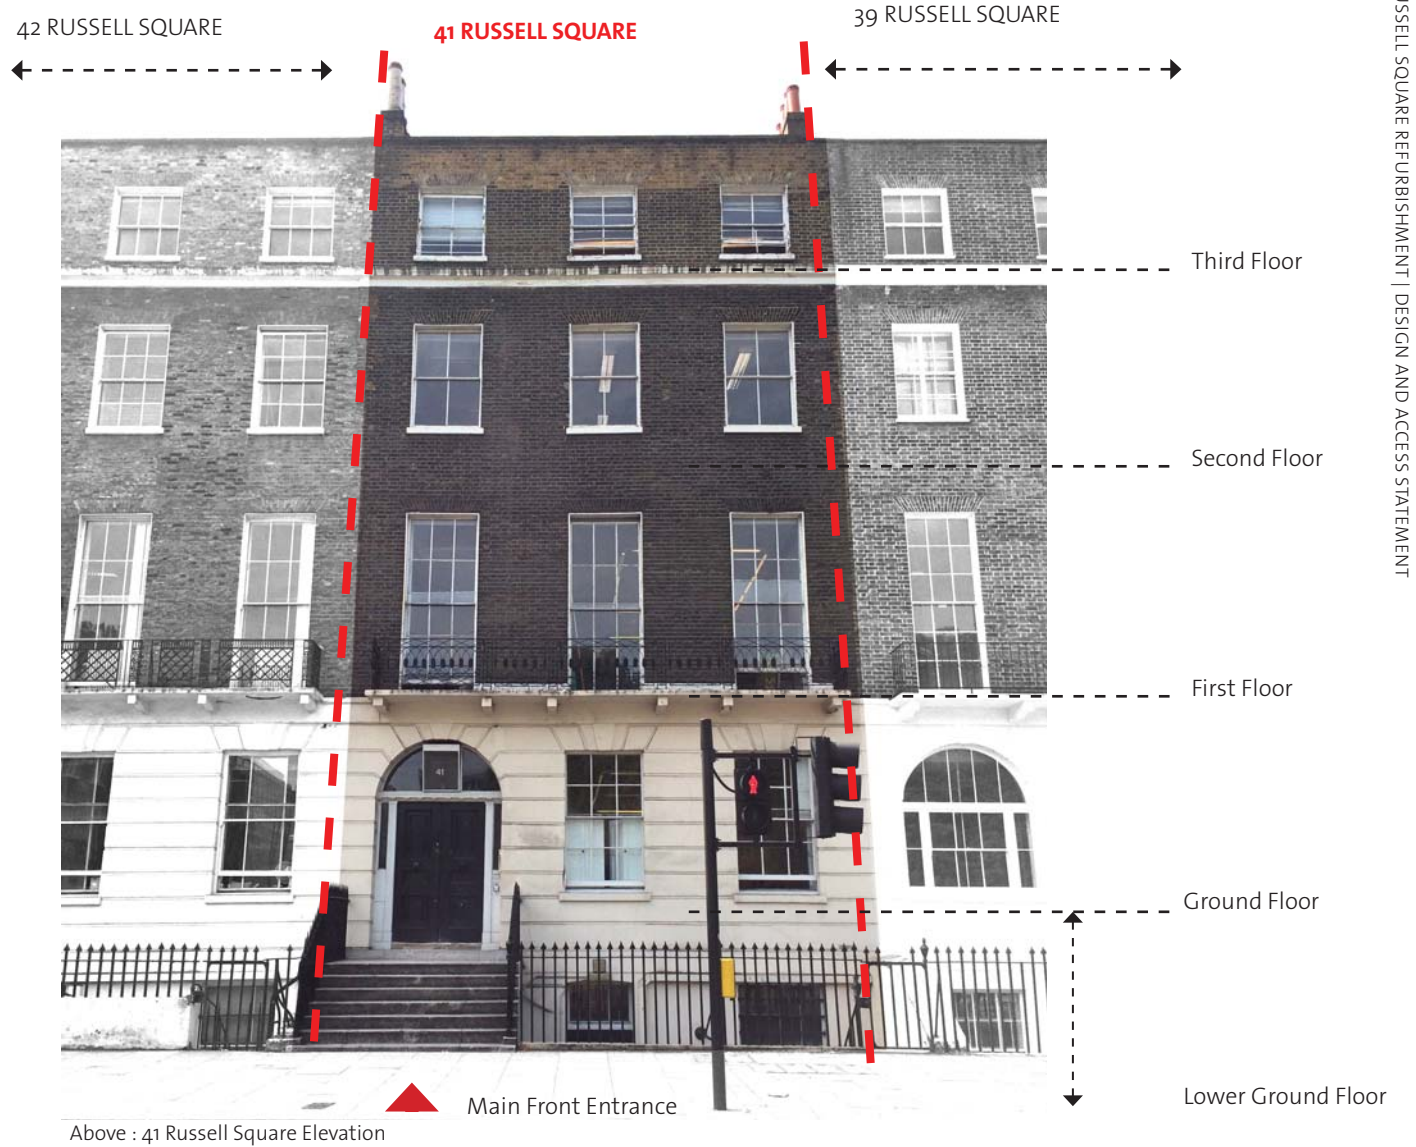 42 RUSSELL SQUARE
41 RUSSELL SQUARE
39 RUSSELL SQUARE
Third Floor
Second Floor
First Floor
41
Ground Floor
Lower Ground Floor
Main Front Entrance
Above : 41 Russell Square Elevation
SQUARE REFURBISHMENT | DESIGN AND ACCESS STATEMENT